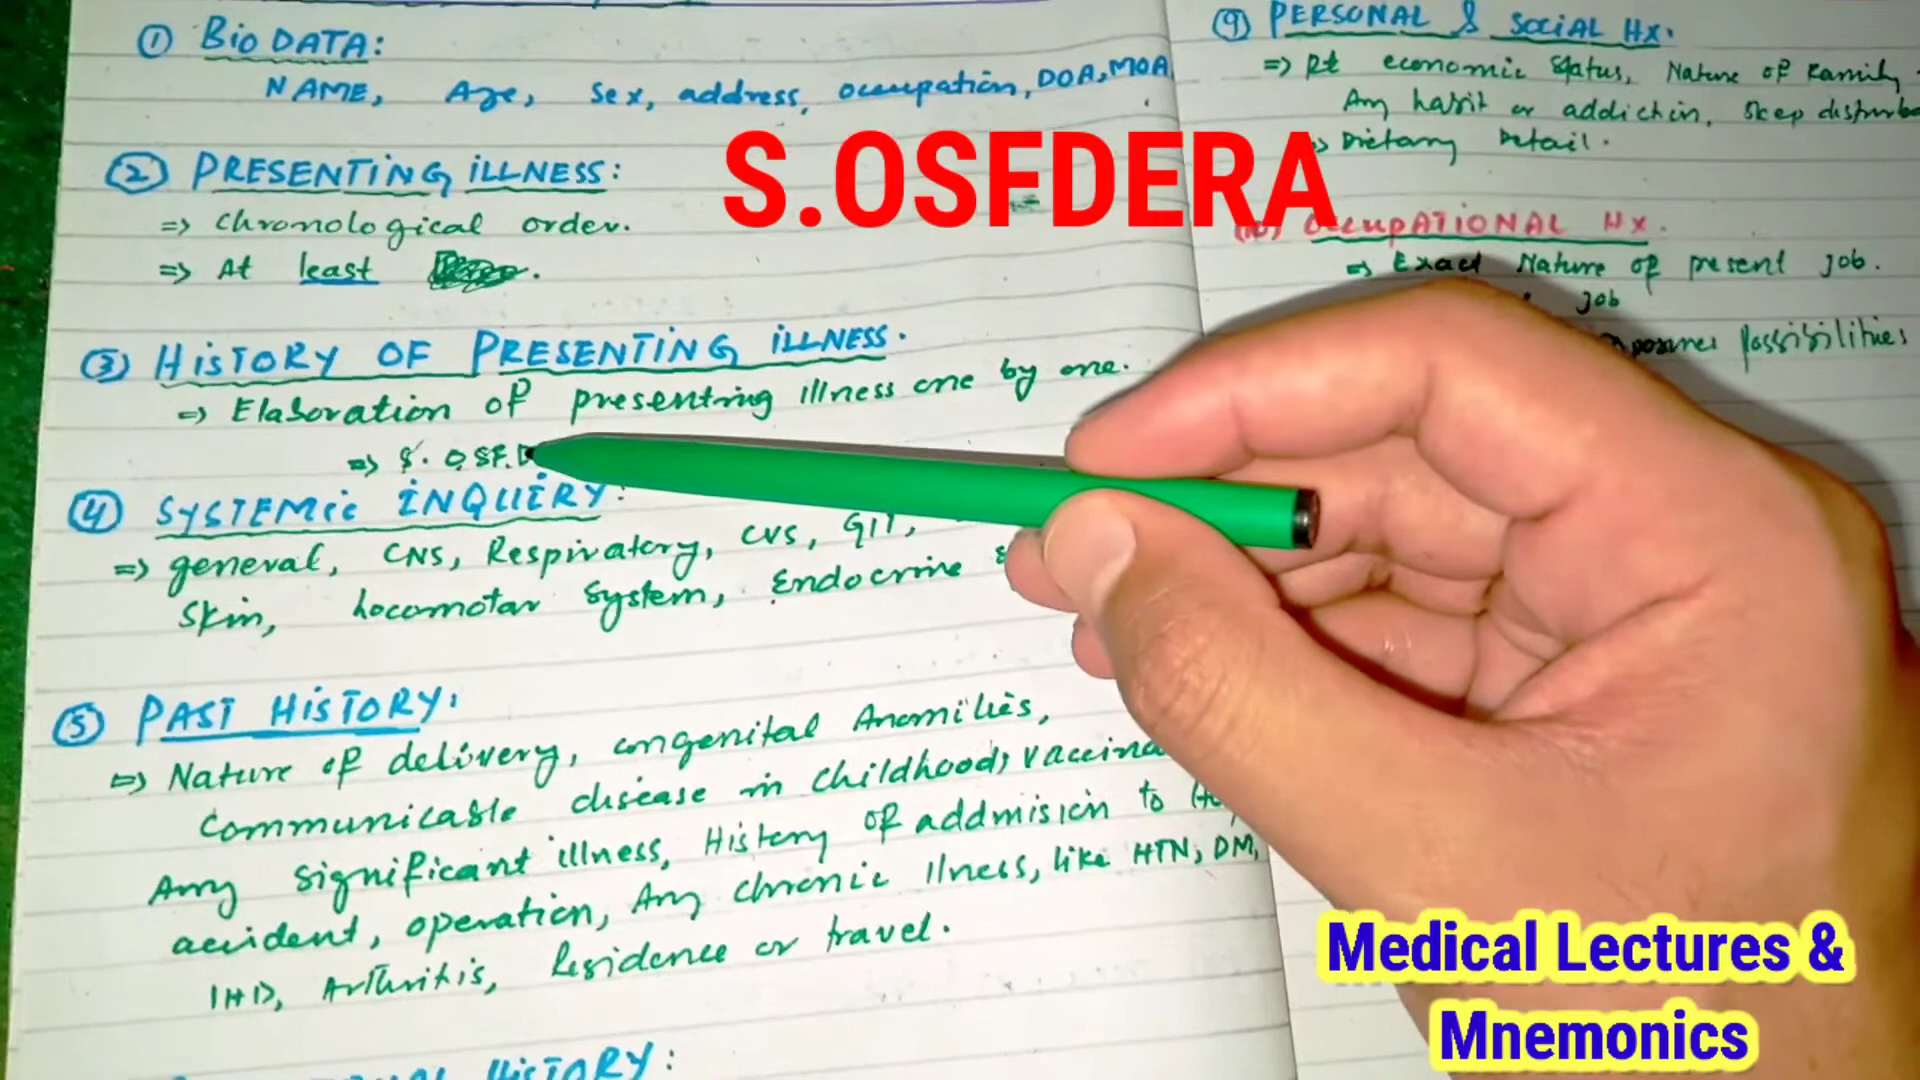 ① BioDATA:
NAME, Age, Sex, address, occupation, DOA, MOA
② PRESENTING ILLNESS:
=> Chronological order.
=> At least
③ HISTORY OF PRESENTING ILLNESS.
=> Elaboration of presenting illness one by one.
=> S. OSF.D
④ SYSTEMIC INQUIRY:
=> general, CNS, Respiratory, CVS, GIT,
Skin, Locomotar System, Endocrine
⑤ PAST HISTORY:
=> Nature of delivery, congenital Anomilies,
Communicable disease in childhood, vaccina
Any significant illness, History of addmision to
accident, operation, Any chronic illness, like HTN, DM,
IHD, Arthritis, Residence or travel.
HISTORY:
S.OSFDERA
⑨ PERSONAL & SOCIAL HX.
=> Pt economic status, Nature of family
Any habit or addiction, Sleep disturba
=> Dietary Detail.
OCCUPATIONAL HX.
=> Exact Nature of present job.
job
possibilities
Medical Lectures &
Mnemonics